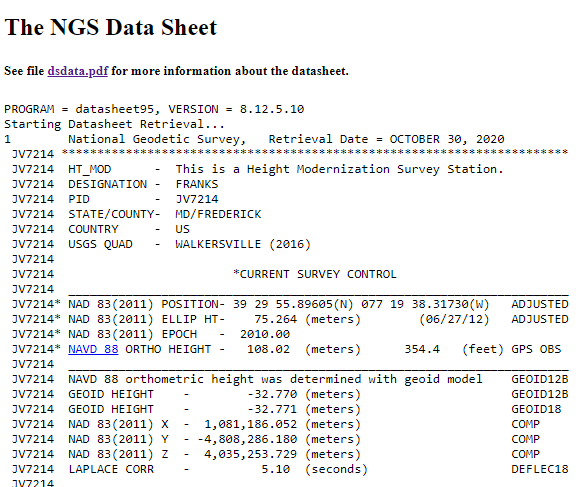 The NGS Data Sheet
See file dsdata.pdf for more information about the datasheet.
PROGRAM = datasheet95, VERSION = 8.12.5.10
Starting Datasheet Retrieval...
1        National Geodetic Survey,   Retrieval Date = OCTOBER 30, 2020
 JV7214 ***********************************************************************
 JV7214  HT_MOD      -  This is a Height Modernization Survey Station.
 JV7214  DESIGNATION -  FRANKS
 JV7214  PID         -  JV7214
 JV7214  STATE/COUNTY-  MD/FREDERICK
 JV7214  COUNTRY     -  US
 JV7214  USGS QUAD   -  WALKERSVILLE (2016)
 JV7214
 JV7214                         *CURRENT SURVEY CONTROL
 JV7214  ______________________________________________________________________
 JV7214* NAD 83(2011) POSITION- 39 29 55.89605(N) 077 19 38.31730(W)   ADJUSTED
 JV7214* NAD 83(2011) ELLIP HT-    75.264 (meters)        (06/27/12)   ADJUSTED
 JV7214* NAD 83(2011) EPOCH   -  2010.00
 JV7214* NAVD 88 ORTHO HEIGHT -   108.02  (meters)      354.4   (feet) GPS OBS
 JV7214  ______________________________________________________________________
 JV7214  NAVD 88 orthometric height was determined with geoid model    GEOID12B
 JV7214  GEOID HEIGHT    -        -32.770 (meters)                     GEOID12B
 JV7214  GEOID HEIGHT    -        -32.771 (meters)                     GEOID18
 JV7214  NAD 83(2011) X  -  1,081,186.052 (meters)                     COMP
 JV7214  NAD 83(2011) Y  - -4,808,286.180 (meters)                     COMP
 JV7214  NAD 83(2011) Z  -  4,035,253.729 (meters)                     COMP
 JV7214  LAPLACE CORR    -          5.10  (seconds)                    DEFLEC18
 JV7214